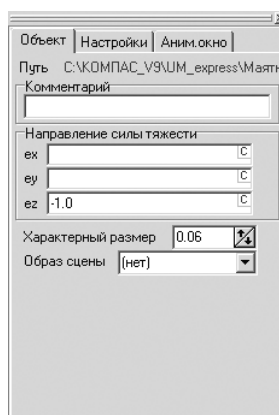 Объект Настройки Аним.окно
Путь C:\КОМПАС_V9\UM_express\Маятн
Комментарий
Направление силы тяжести
ex C
ey C
ez -1.0 C
Характерный размер 0.06
Образ сцены (нет)